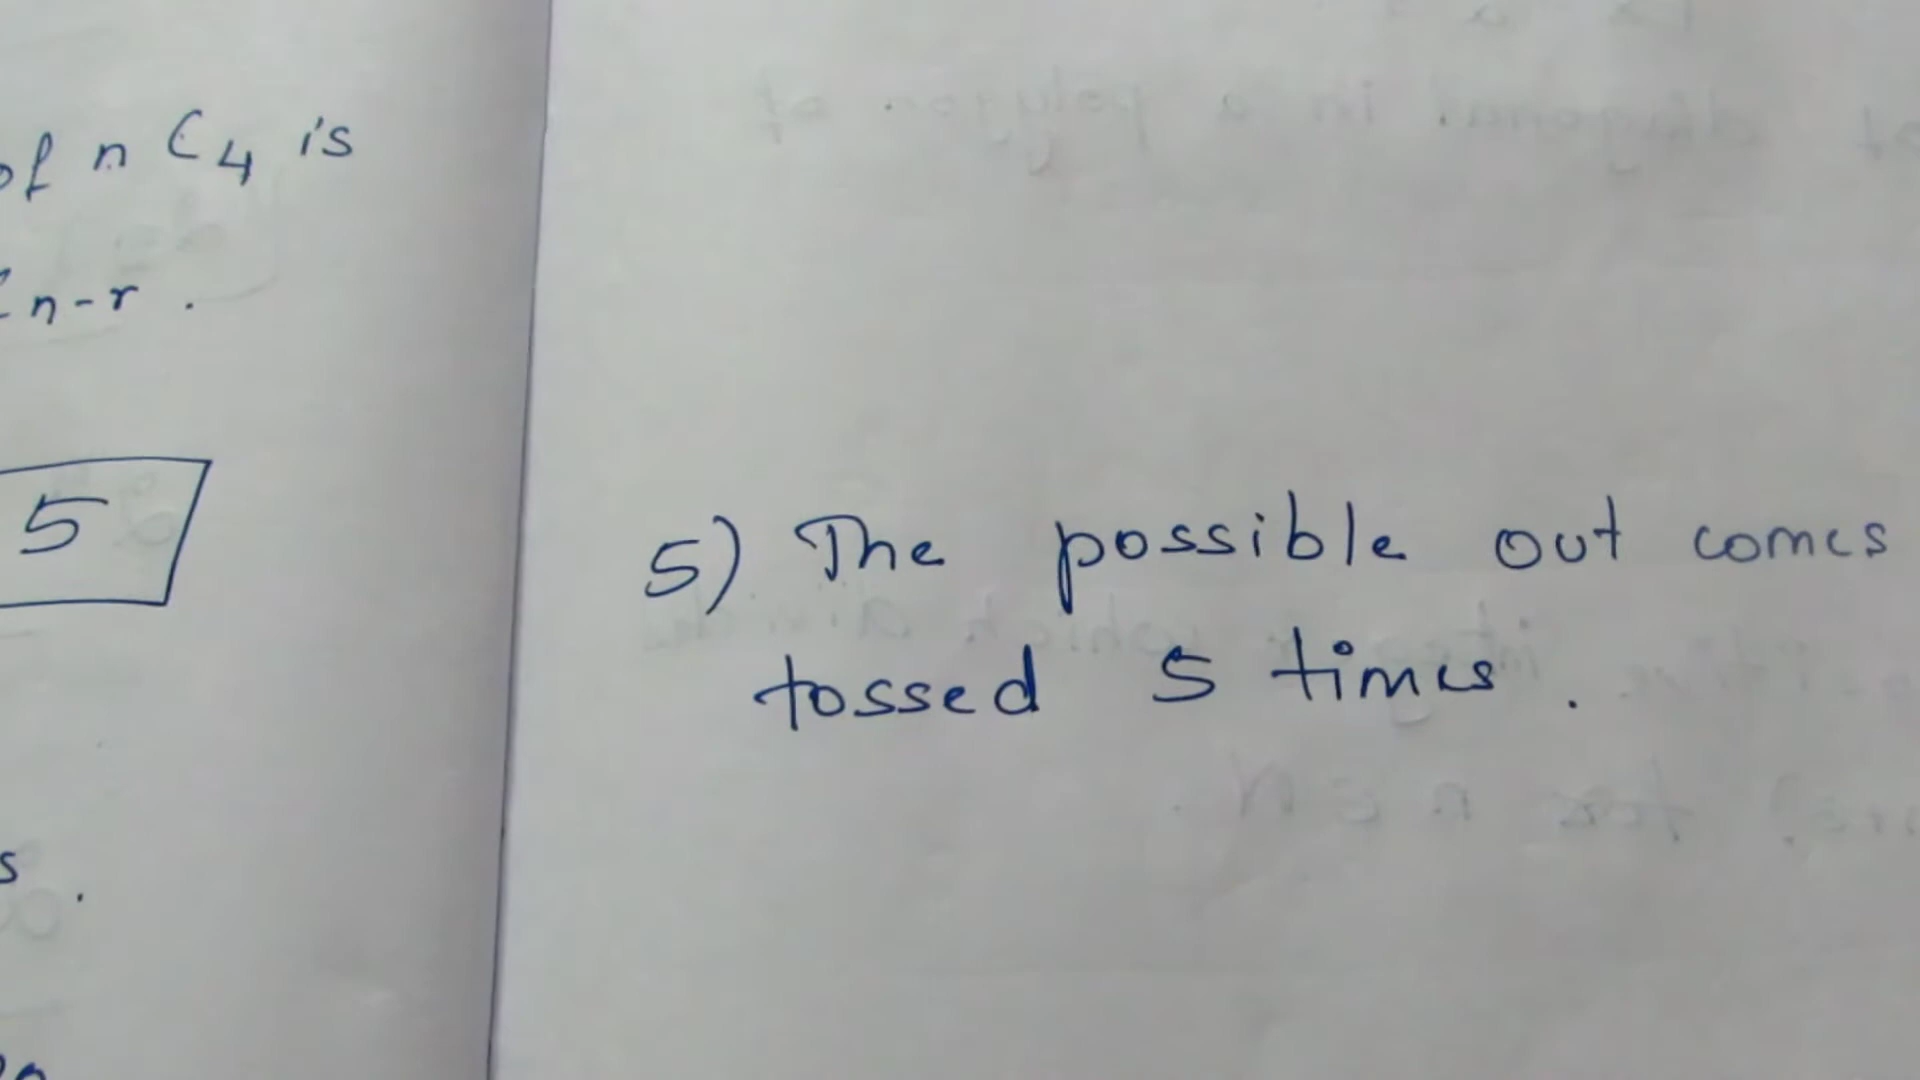 of n C4 is
n-r.
5
s.
5) The possible out comes
tossed 5 times.